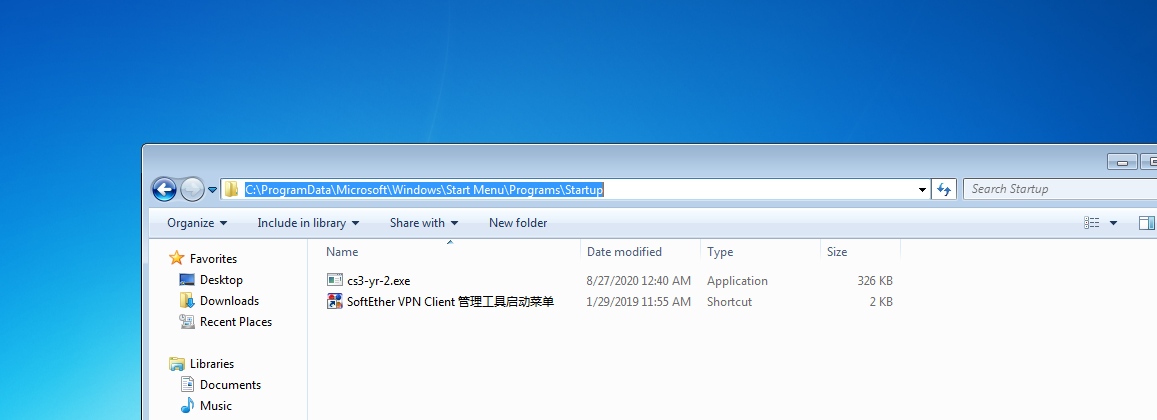 C:\ProgramData\Microsoft\Windows\Start Menu\Programs\Startup
Search Startup
Organize
Include in library
Share with
New folder
Name
Date modified
Type
Size
Favorites
Desktop
Downloads
Recent Places
Libraries
Documents
Music
cs3-yr-2.exe 8/27/2020 12:40 AM Application 326 KB
SoftEther VPN Client 管理工具启动菜单 1/29/2019 11:55 AM Shortcut 2 KB